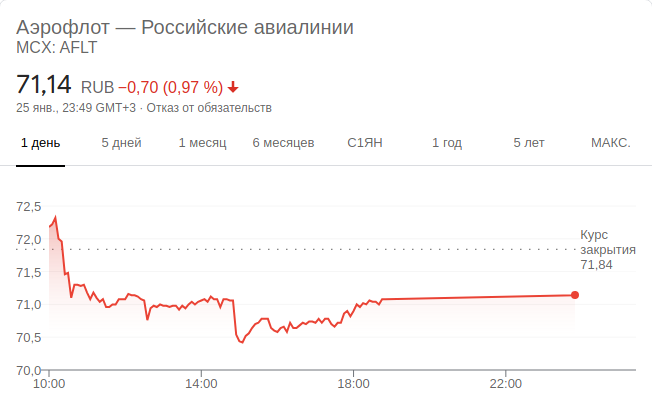 Аэрофлот — Российские авиалинии
MCX: AFLT
71,14 RUB −0,70 (0,97 %)
25 янв., 23:49 GMT+3 · Отказ от обязательств
1 день 5 дней 1 месяц 6 месяцев С1ЯН 1 год 5 лет МАКС.
72,5
72,0
71,5
71,0
70,5
70,0
Курс
закрытия
71,84
10:00 14:00 18:00 22:00